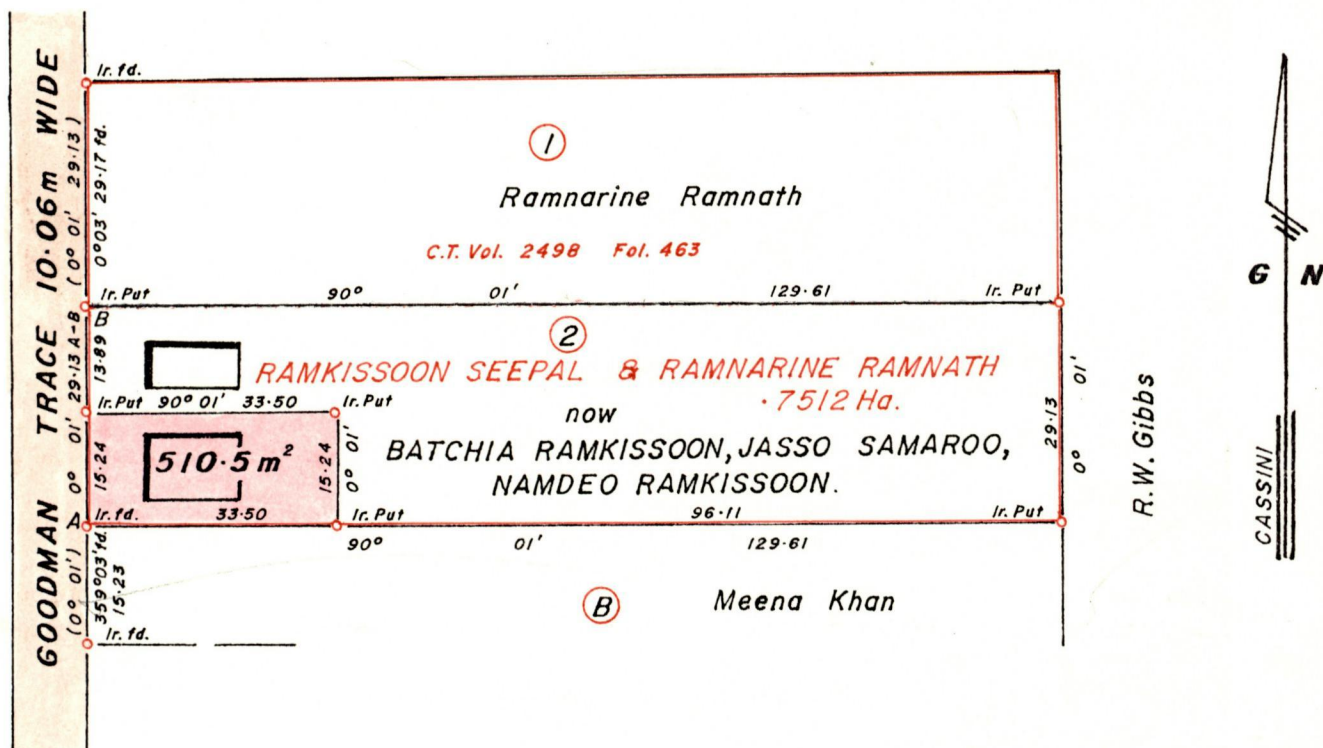 GOODMAN TRACE 10·06m WIDE
Ir. fd.
(0° 01' 29·13)
0°03' 29·17 fd.
1
Ramnarine Ramnath
C.T. Vol. 2498 Fol. 463
Ir. Put 90° 01' 129·61 Ir. Put
G N
B
0° 01' 29·13 A-B
13·89
2
RAMKISSOON SEEPAL & RAMNARINE RAMNATH
·7512 Ha.
Ir. Put 90° 01' 33·50 Ir. Put
now
BATCHIA RAMKISSOON, JASSO SAMAROO,
NAMDEO RAMKISSOON.
510·5 m²
15·24
15·24
0° 01'
29·13
0° 01'
R.W. Gibbs
CASSINI
A
Ir. fd. 33·50 Ir. Put 96·11 Ir. Put
90° 01' 129·61
(0° 01')
359°03' fd.
15·23
B
Meena Khan
Ir. fd.